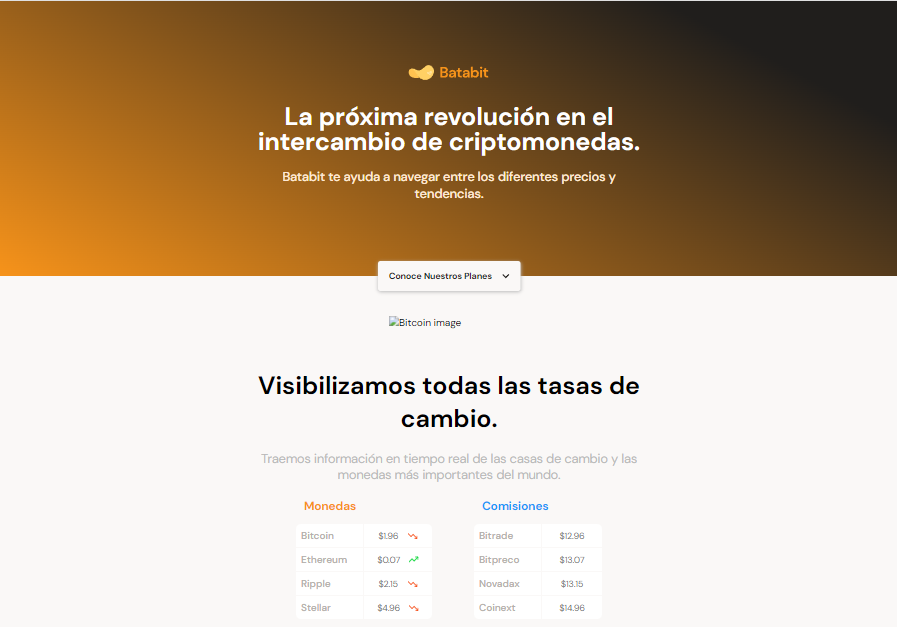 Batabit
La próxima revolución en el
intercambio de criptomonedas.
Batabit te ayuda a navegar entre los diferentes precios y
tendencias.
Conoce Nuestros Planes
Bitcoin image
Visibilizamos todas las tasas de
cambio.
Traemos información en tiempo real de las casas de cambio y las
monedas más importantes del mundo.
Monedas
Bitcoin $1.96
Ethereum $0.07
Ripple $2.15
Stellar $4.96
Comisiones
Bitrade $12.96
Bitpreco $13.07
Novadax $13.15
Coinext $14.96